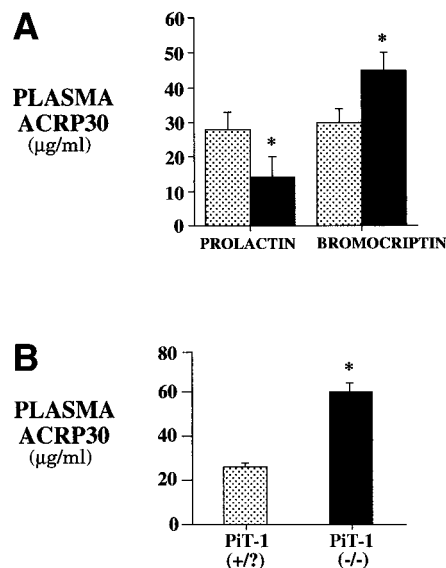 A
PLASMA
ACRP30
(µg/ml)
60
50
40
30
20
10
0
*
*
PROLACTIN BROMOCRIPTIN
B
PLASMA
ACRP30
(µg/ml)
80
60
40
20
0
*
PiT-1 PiT-1
(+/?) (-/-)